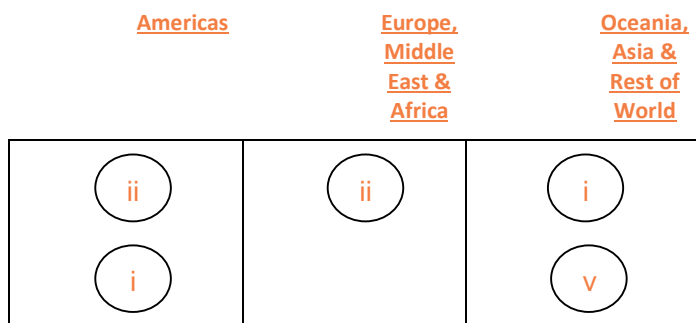 Americas
Europe,
Middle
East &
Africa
Oceania,
Asia &
Rest of
World
ii
ii
i
i
v